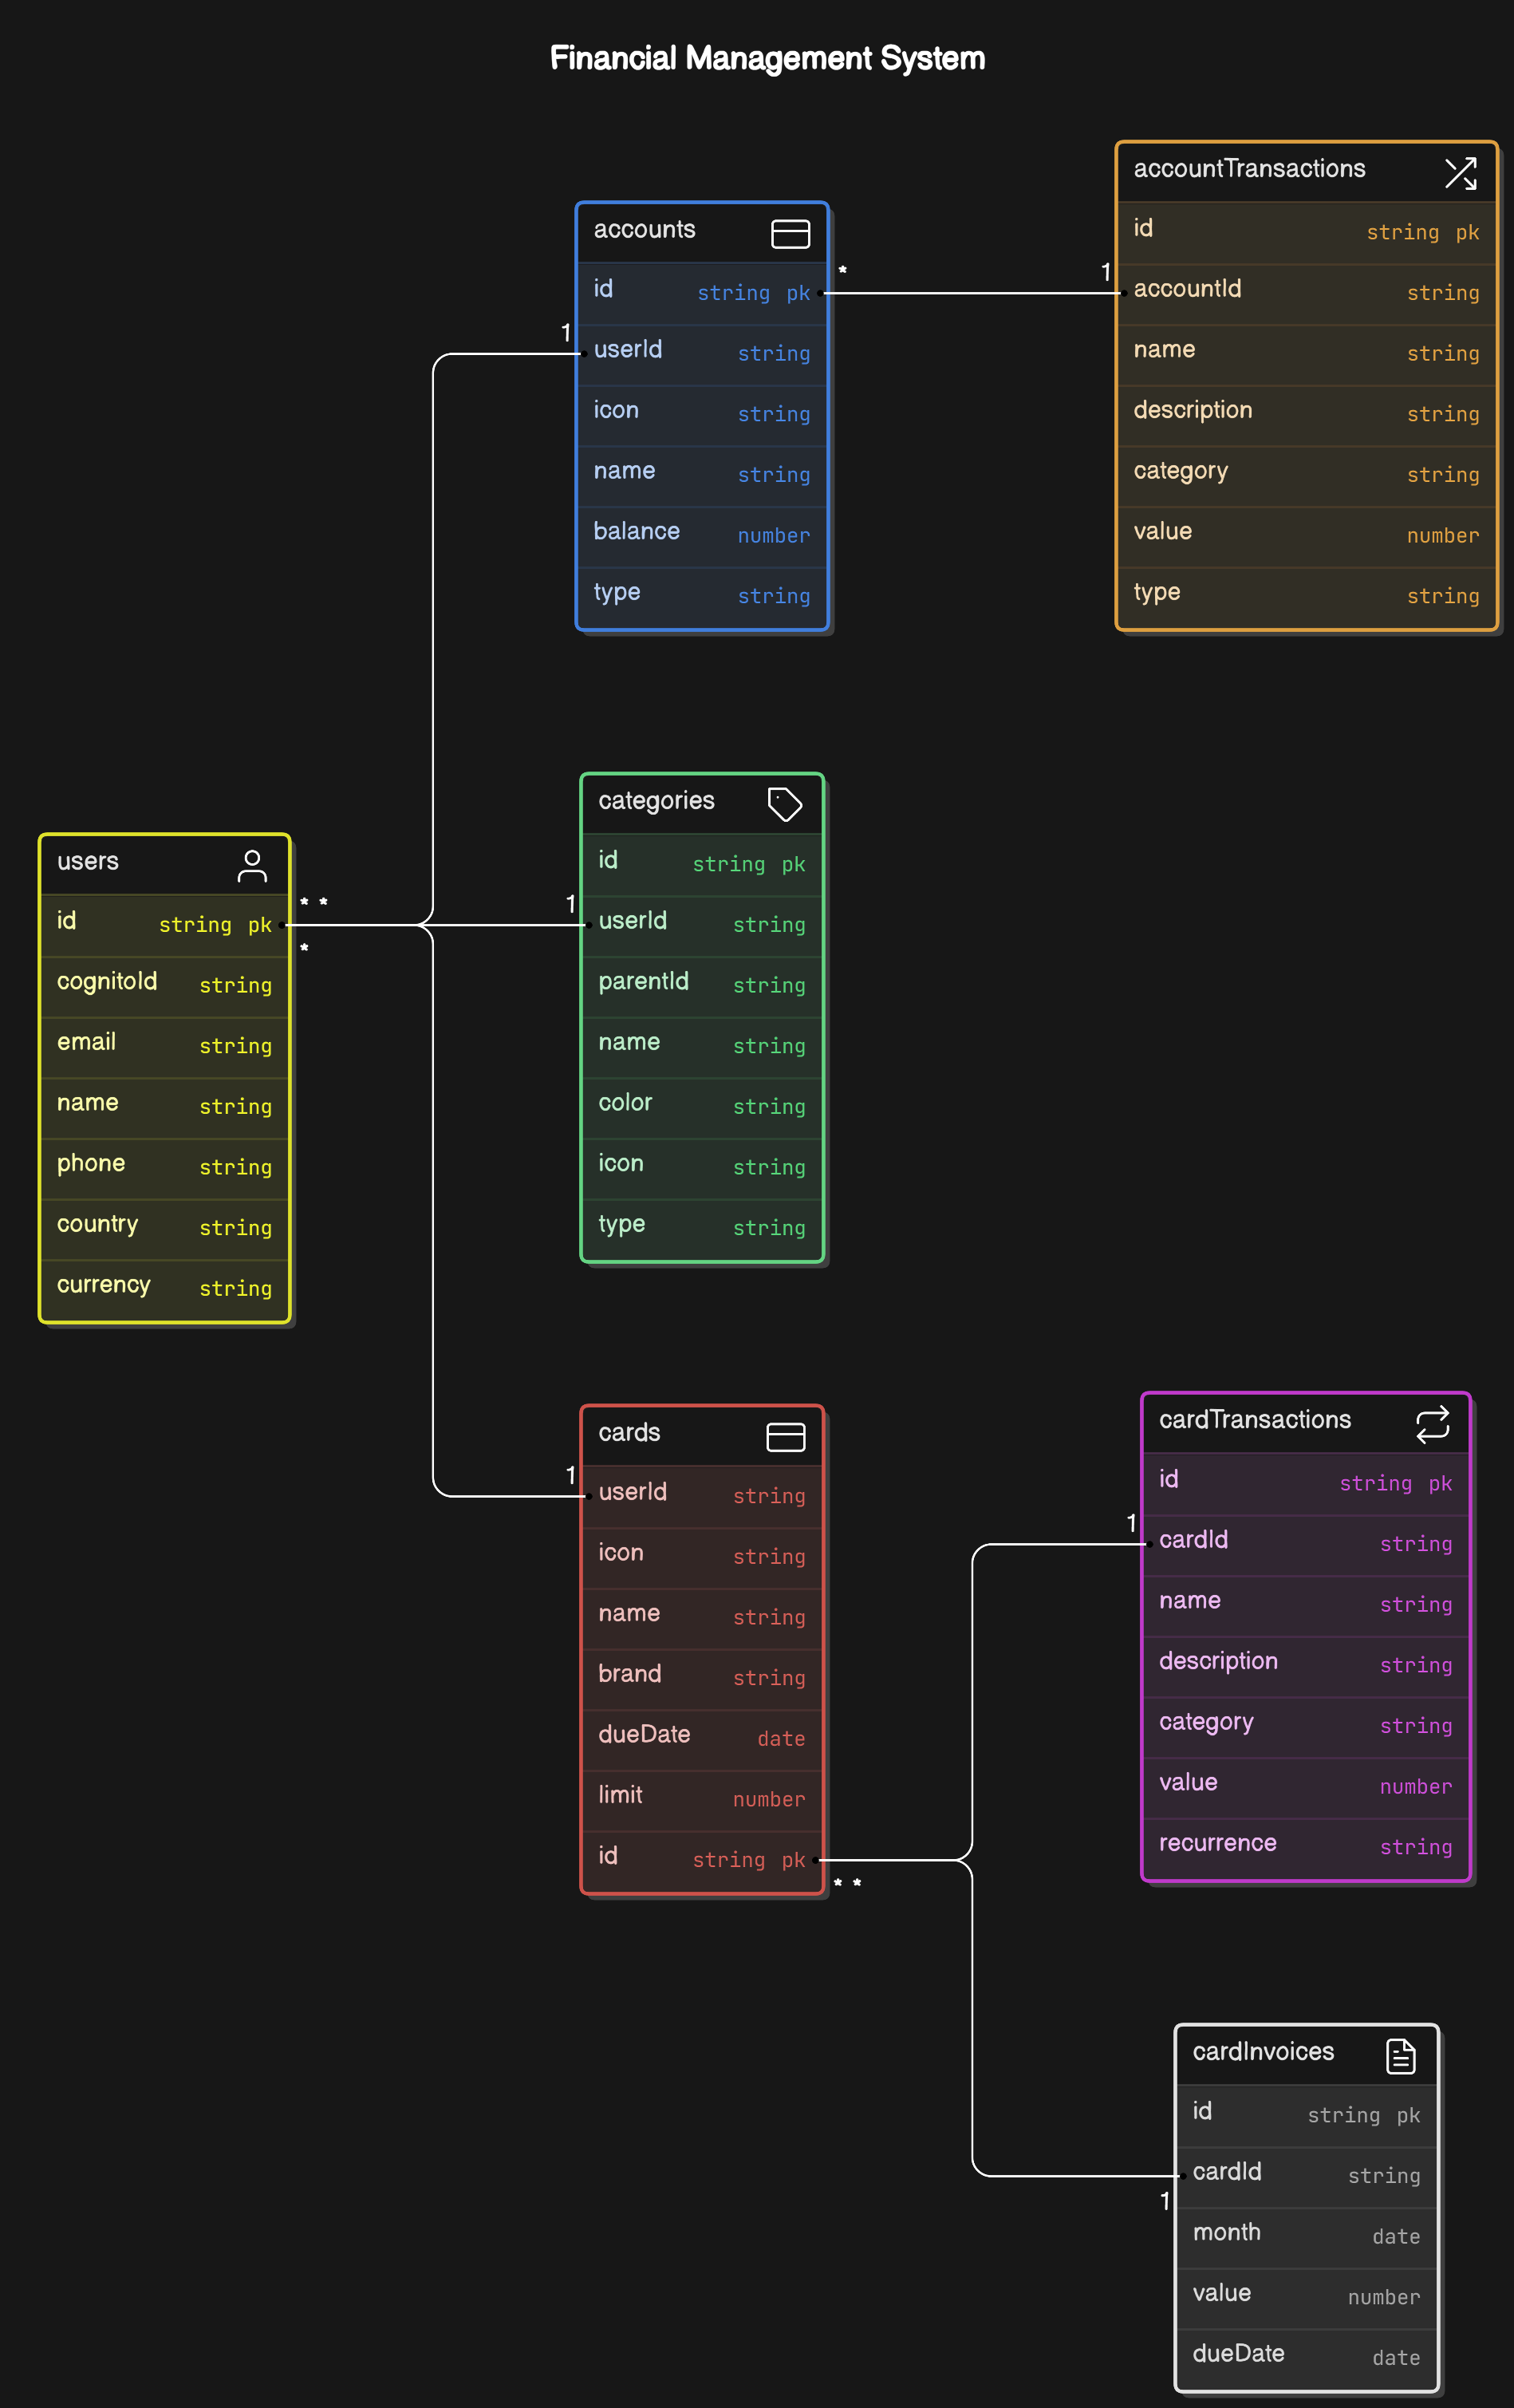 Financial Management System
accountTransactions
id string pk
accountId string
name string
description string
category string
value number
type string
accounts
id string pk
userId string
icon string
name string
balance number
type string
* 1
1
categories
id string pk
userId string
parentId string
name string
color string
icon string
type string
users
id string pk
cognitoId string
email string
name string
phone string
country string
currency string
* * 1
*
cards
userId string
icon string
name string
brand string
dueDate date
limit number
id string pk
1
* *
cardTransactions
id string pk
cardId string
name string
description string
category string
value number
recurrence string
1
cardInvoices
id string pk
cardId string
month date
value number
dueDate date
1